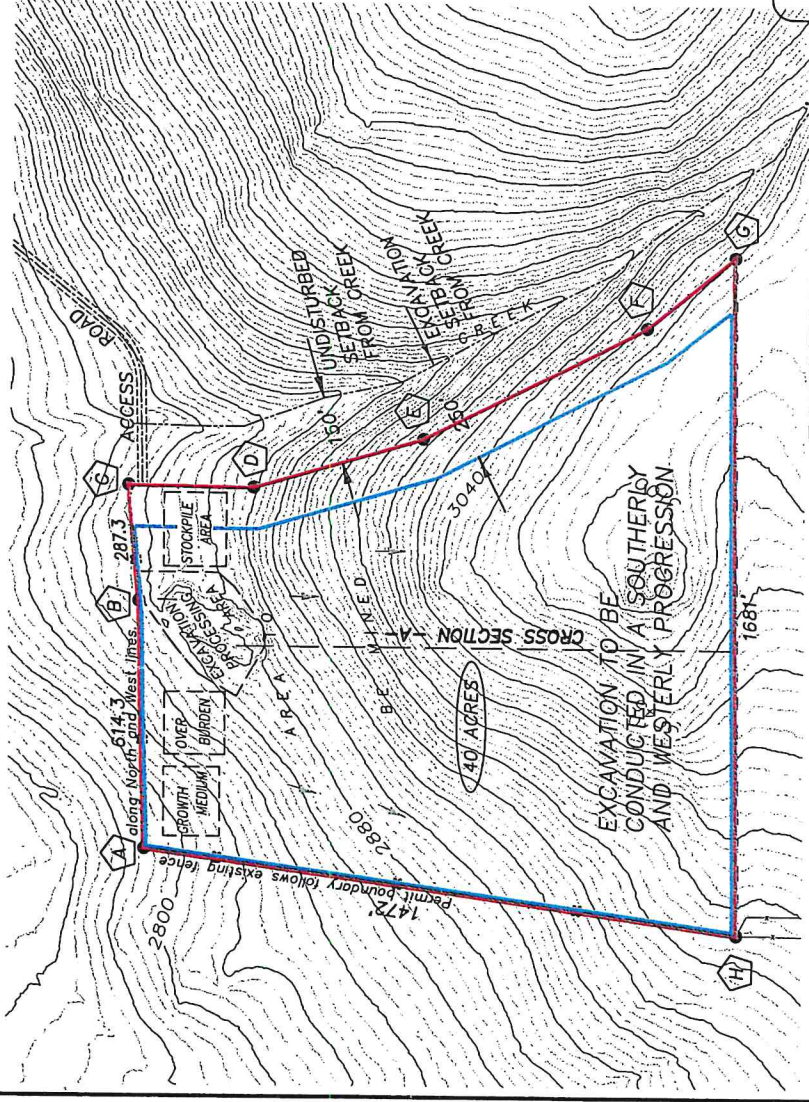 ROAD
ACCESS
C
287.3
B
614.3
along North and West lines.
A
STOCKPILE
AREA
EXCAVATION
PROCESSING
AREA
OVER
BURDEN
GROWTH
MEDIUM
D
UNDISTURBED
SETBACK
FROM CREEK
EXCAVATION
SETBACK
FROM CREEK
CREEK
150'
E
260'
F
G
AREA TO
BE MINED
CROSS SECTION -A-
40 ACRES
3040
2880
2800
1472'
Permit boundary follows existing fence
EXCAVATION TO BE
CONDUCTED IN A SOUTHERLY
AND WESTERLY PROGRESSION
1681'
H